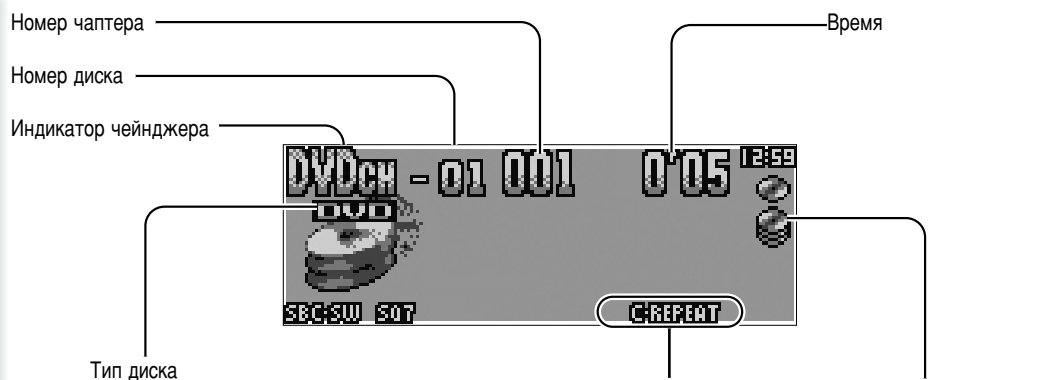 Номер чаптера
Время
Номер диска
Индикатор чейнджера
DVDCH - 01 001 0'05 12:59
DVD
SBC:SW SQ7
C:REPEAT
Тип диска